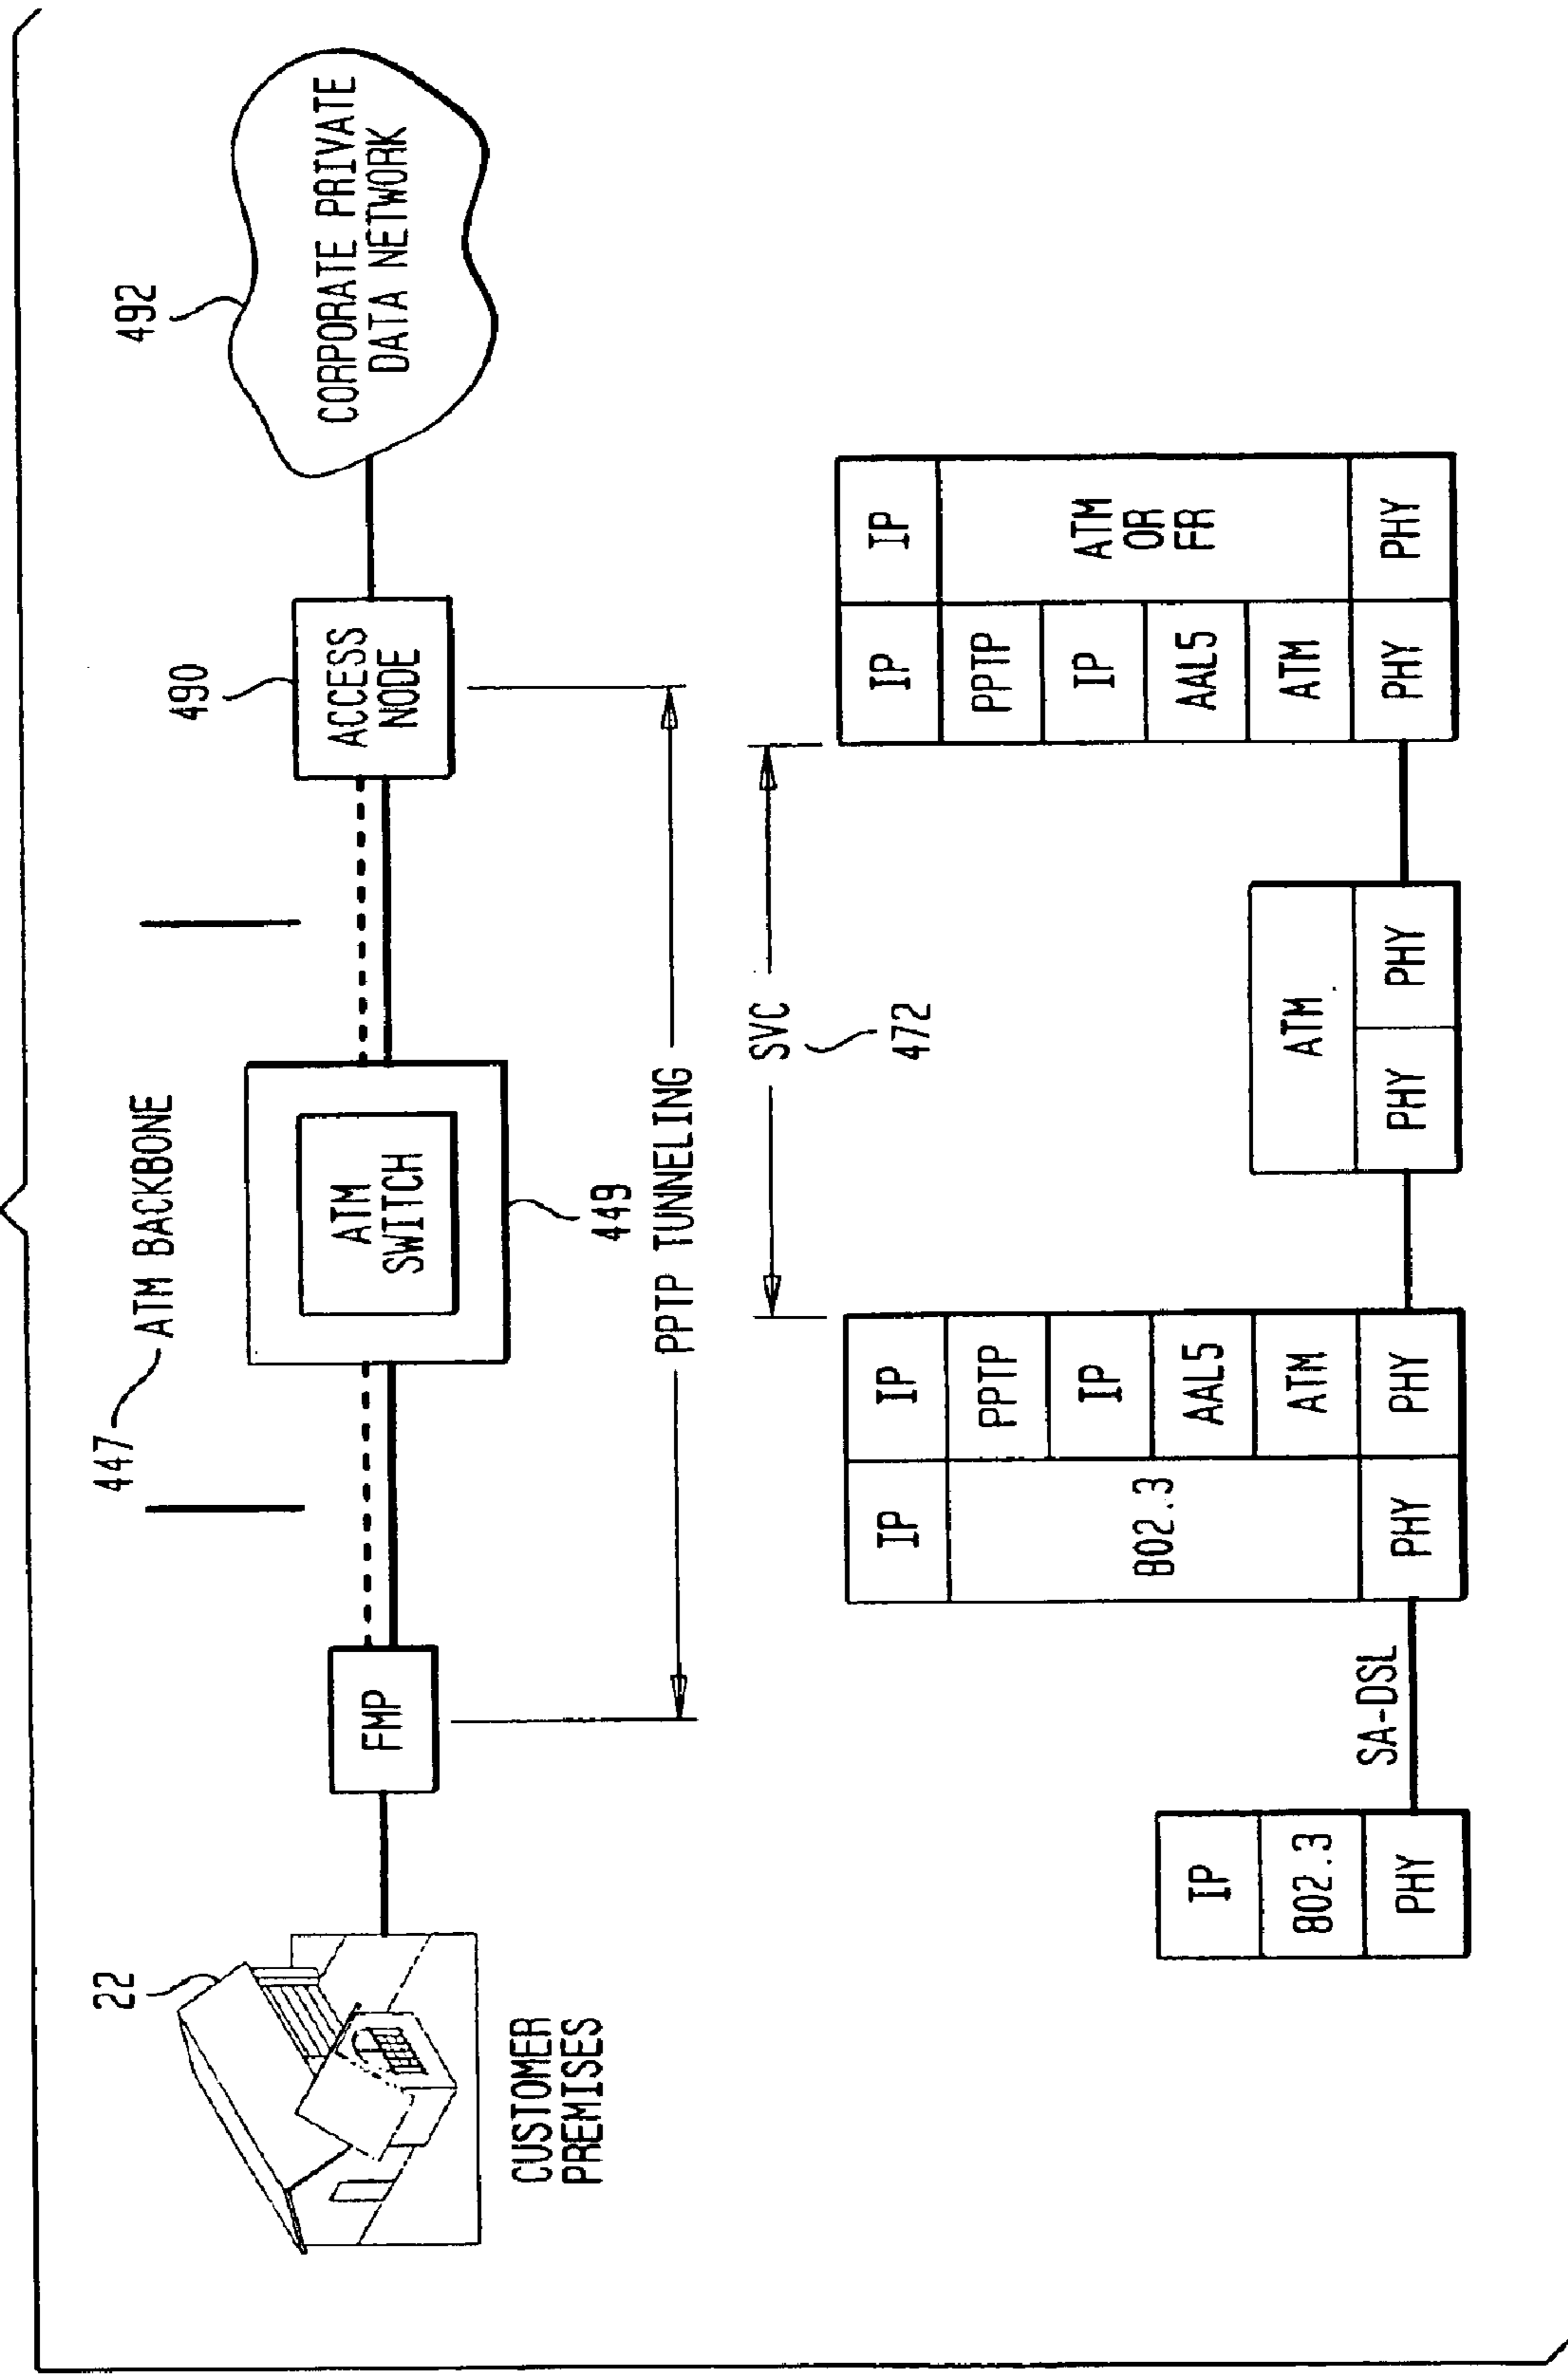 22
447
ATM BACKBONE
490
492
FMP
ATM
SWITCH
449
ACCESS
NODE
CORPORATE PRIVATE
DATA NETWORK
CUSTOMER
PREMISES
PPTP TUNNELING
SVC
472
IP
802.3
PHY
SA-DSL
IP
802.3
PHY
IP
PPTP
IP
AAL5
ATM
PHY
ATM
PHY
PHY
IP
PPTP
IP
AAL5
ATM
PHY
IP
ATM
OR
FR
PHY